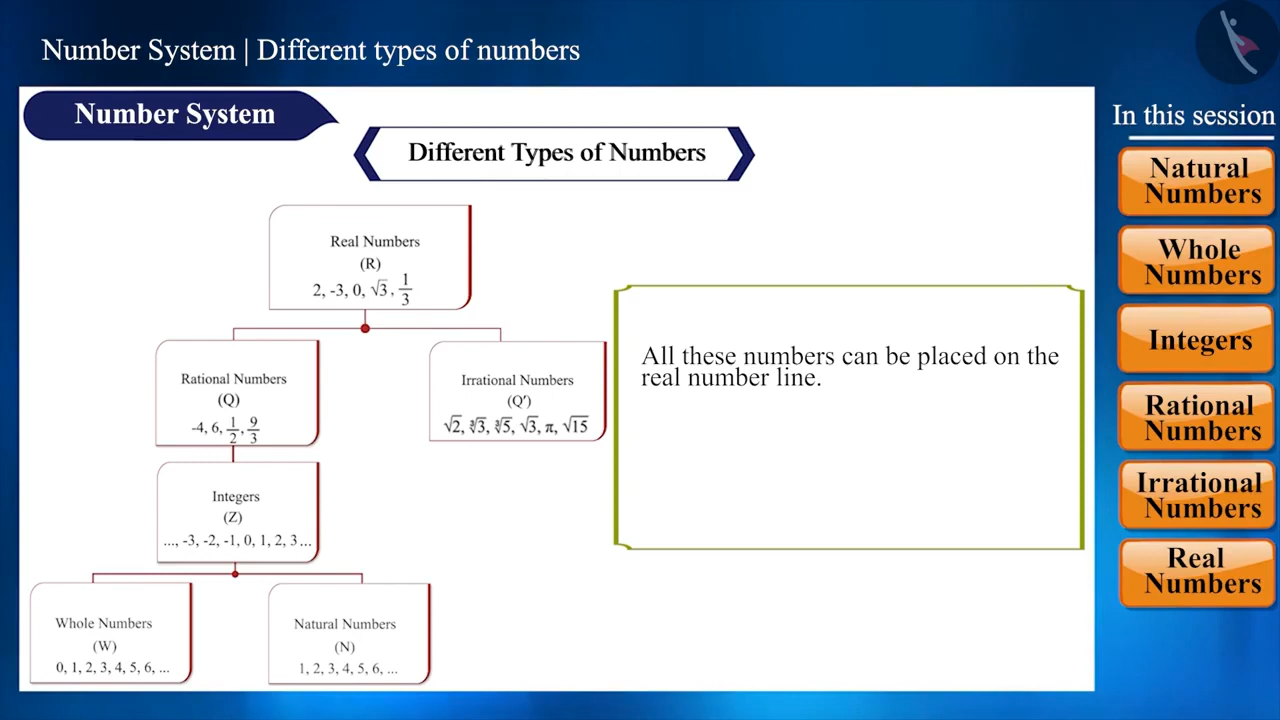 Number System | Different types of numbers
Number System
Different Types of Numbers
Real Numbers
(R)
2, -3, 0, √3, 1/3
Rational Numbers
(Q)
-4, 6, 1/2, 9/3
Irrational Numbers
(Q′)
√2, ∛3, ∛5, √3, π, √15
Integers
(Z)
..., -3, -2, -1, 0, 1, 2, 3...
Whole Numbers
(W)
0, 1, 2, 3, 4, 5, 6, ...
Natural Numbers
(N)
1, 2, 3, 4, 5, 6, ...
All these numbers can be placed on the
real number line.
In this session
Natural
Numbers
Whole
Numbers
Integers
Rational
Numbers
Irrational
Numbers
Real
Numbers